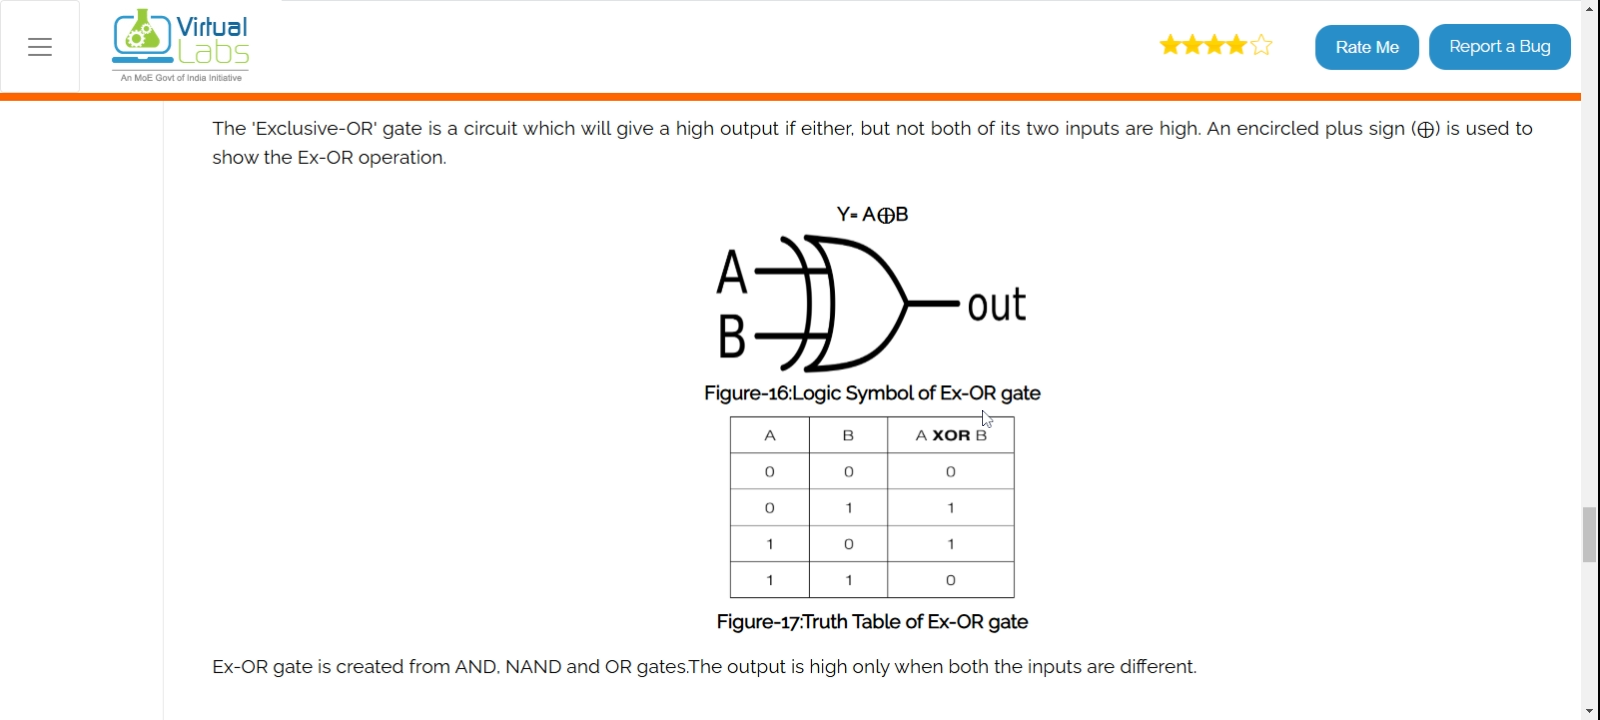 Virtual
Labs
An MoE Govt of India Initiative
Rate Me
Report a Bug
The 'Exclusive-OR' gate is a circuit which will give a high output if either, but not both of its two inputs are high. An encircled plus sign (⊕) is used to
show the Ex-OR operation.
Y= A⊕B
A
B
out
Figure-16:Logic Symbol of Ex-OR gate
A B A XOR B
0 0 0
0 1 1
1 0 1
1 1 0
Figure-17:Truth Table of Ex-OR gate
Ex-OR gate is created from AND, NAND and OR gates.The output is high only when both the inputs are different.